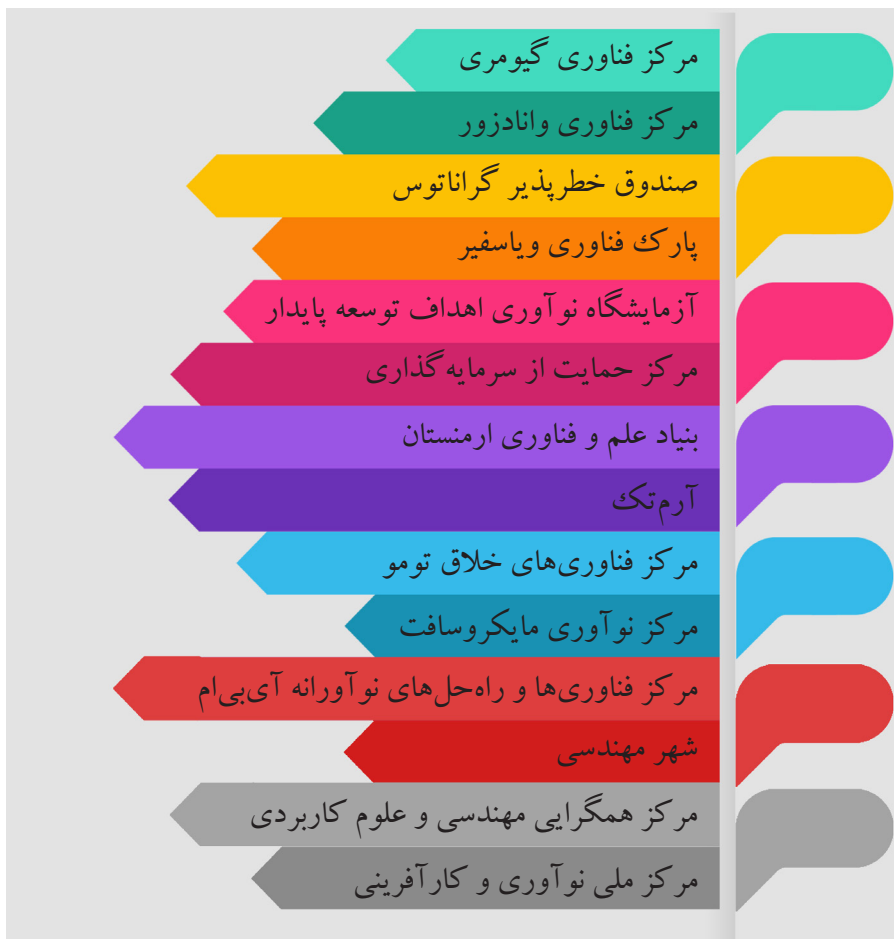 مرکز فناوری گیومری
مرکز فناوری وانادزور
صندوق خطرپذیر گراناتوس
پارک فناوری ویاسفیر
آزمایشگاه نوآوری اهداف توسعه پایدار
مرکز حمایت از سرمایه‌گذاری
بنیاد علم و فناوری ارمنستان
آرم‌تک
مرکز فناوری‌های خلاق تومو
مرکز نوآوری مایکروسافت
مرکز فناوری‌ها و راه‌حل‌های نوآورانه آی‌بی‌ام
شهر مهندسی
مرکز همگرایی مهندسی و علوم کاربردی
مرکز ملی نوآوری و کارآفرینی